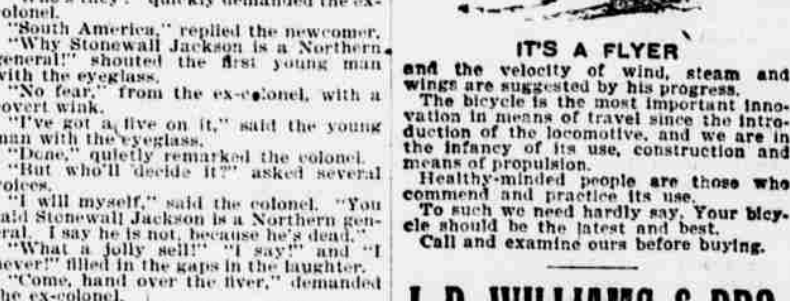 olonel.
"South America," replied the newcomer.
"Why Stonewall Jackson is a Northern
general!" shouted the first young man
with the eyeglass.
"No fear," from the ex-colonel, with a
covert wink.
"I've got a five on it," said the young
man with the eyeglass.
"Done," quietly remarked the colonel.
"But who'll decide it?" asked several
voices.
"I will myself," said the colonel. "You
said Stonewall Jackson is a Northern gen-
eral. I say he is not, because he's dead."
"What a jolly sell!" "I say!" and "I
never!" filled in the gaps in the laughter.
"Come, hand over the fiver," demanded
the ex-colonel.
IT'S A FLYER
and the velocity of wind, steam and
wings are suggested by his progress.
The bicycle is the most important inno-
vation in means of travel since the intro-
duction of the locomotive, and we are in
the infancy of its use, construction and
means of propulsion.
Healthy-minded people are those who
commend and practice its use.
To such we need hardly say, Your bicy-
cle should be the latest and best.
Call and examine ours before buying.